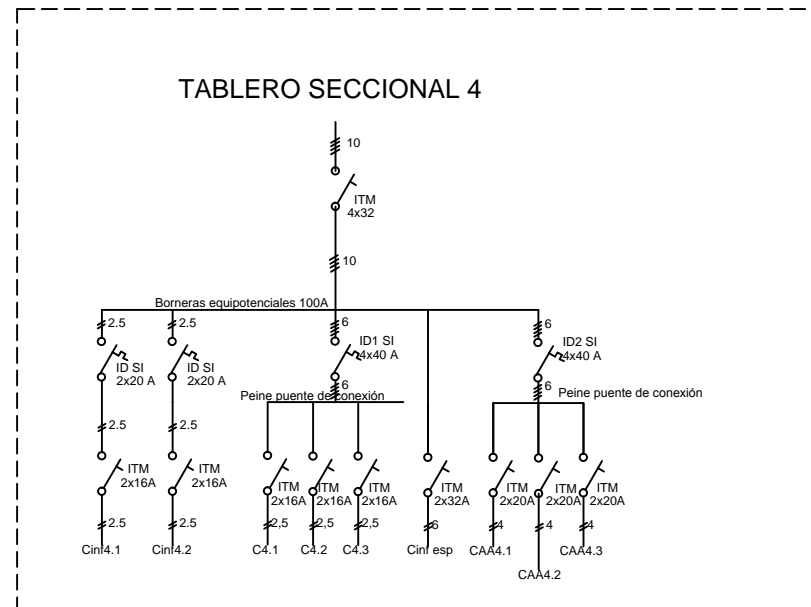 TABLERO SECCIONAL 4
10
ITM
4x32
10
Borneras equipotenciales 100A
2.5
2.5
6
6
ID SI
2x20 A
ID SI
2x20 A
ID1 SI
4x40 A
ID2 SI
4x40 A
6
6
Peine puente de conexión
Peine puente de conexión
2.5
2.5
ITM
2x16A
ITM
2x16A
ITM
2x16A
ITM
2x16A
ITM
2x16A
ITM
2x32A
ITM
2x20A
ITM
2x20A
ITM
2x20A
2.5
2.5
2,5
2,5
2,5
6
4
4
4
Cinf4.1
Cinf4.2
C4.1
C4.2
C4.3
Cinf esp
CAA4.1
CAA4.2
CAA4.3